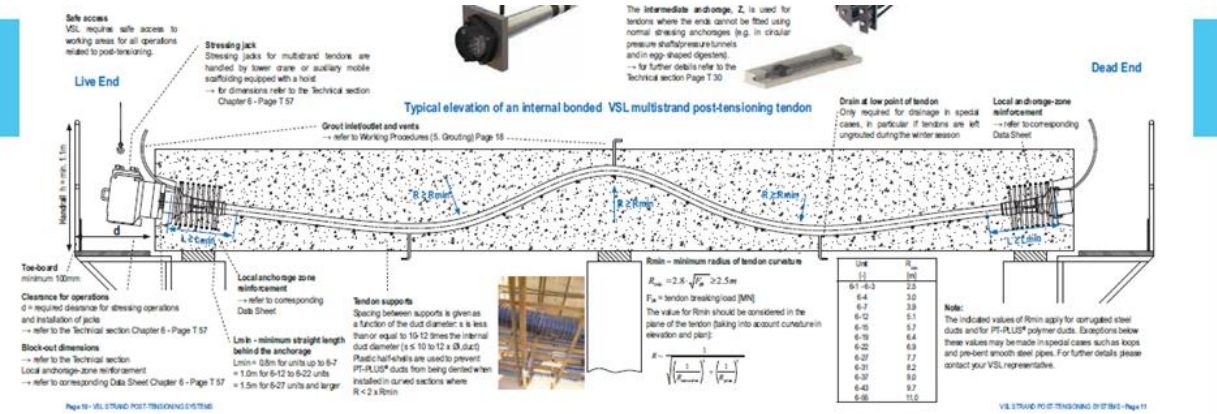 Safe access
VSL requires safe access to
working areas for all operations
related to post-tensioning.
Stressing jack
Stressing jacks for multistrand tendons are
handled by tower crane or auxiliary mobile
scaffolding equipped with a hoist
→ for dimensions refer to the Technical section
Chapter 6 - Page T 57
The Intermediate anchorage, Z, is used for
tendons where the ends cannot be fitted using
normal stressing anchorages (e.g. in circular
pressure shafts/pressure tunnels
and in egg-shaped digesters).
→ for further details refer to the
Technical section Page T 30
Live End
Dead End
Typical elevation of an internal bonded VSL multistrand post-tensioning tendon
Grout inlet/outlet and vents
→ refer to Working Procedures (5. Grouting) Page 18
Drain at low point of tendon
Only required for drainage in special
cases, in particular if tendons are left
ungrouted during the winter season
Local anchorage-zone
reinforcement
→ refer to corresponding
Data Sheet
Handrail h = min. 1.1m
d
L ≥ Lmin
R ≥ Rmin
R ≥ Rmin
R ≥ Rmin
L ≥ Lmin
Toe-board
minimum 100mm
Clearance for operations
d = required clearance for stressing operations
and installation of jacks
→ refer to the Technical section Chapter 6 - Page T 57
Block-out dimensions
→ refer to the Technical section
Local anchorage-zone reinforcement
→ refer to corresponding Data Sheet Chapter 6 - Page T 57
Local anchorage zone
reinforcement
→ refer to corresponding
Data Sheet
Lmin - minimum straight length
behind the anchorage
Lmin = 0.8m for units up to 6-7
= 1.0m for 6-12 to 6-22 units
= 1.5m for 6-27 units and larger
Tendon supports
Spacing between supports is given as
a function of the duct diameter: s is less
than or equal to 10-12 times the internal
duct diameter (s ≤ 10 to 12 x Ø duct)
Plastic half-shells are used to prevent
PT-PLUS® ducts from being dented when
installed in curved sections where
R < 2 x Rmin
Rmin – minimum radius of tendon curvature
Rmin = 2.8 · √Fpk ≥ 2.5m
= tendon breaking load [MN]
The value for Rmin should be considered in the
plane of the tendon (taking into account curvature in
elevation and plan):
Unit Rmin
[-] [m]
6-1 - 6-3 2.5
6-4 3.0
6-7 3.9
6-12 5.1
6-15 5.7
6-19 6.4
6-22 6.9
6-27 7.7
6-31 8.2
6-37 9.0
6-43 9.7
6-55 11.0
Note:
The indicated values of Rmin apply for corrugated steel
ducts and for PT-PLUS® polymer ducts. Exceptions below
these values may be made in special cases such as loops
and pre-bent smooth steel pipes. For further details please
contact your VSL representative.
Page 10 - VSL STRAND POST-TENSIONING SYSTEMS
VSL STRAND POST-TENSIONING SYSTEMS - Page 11